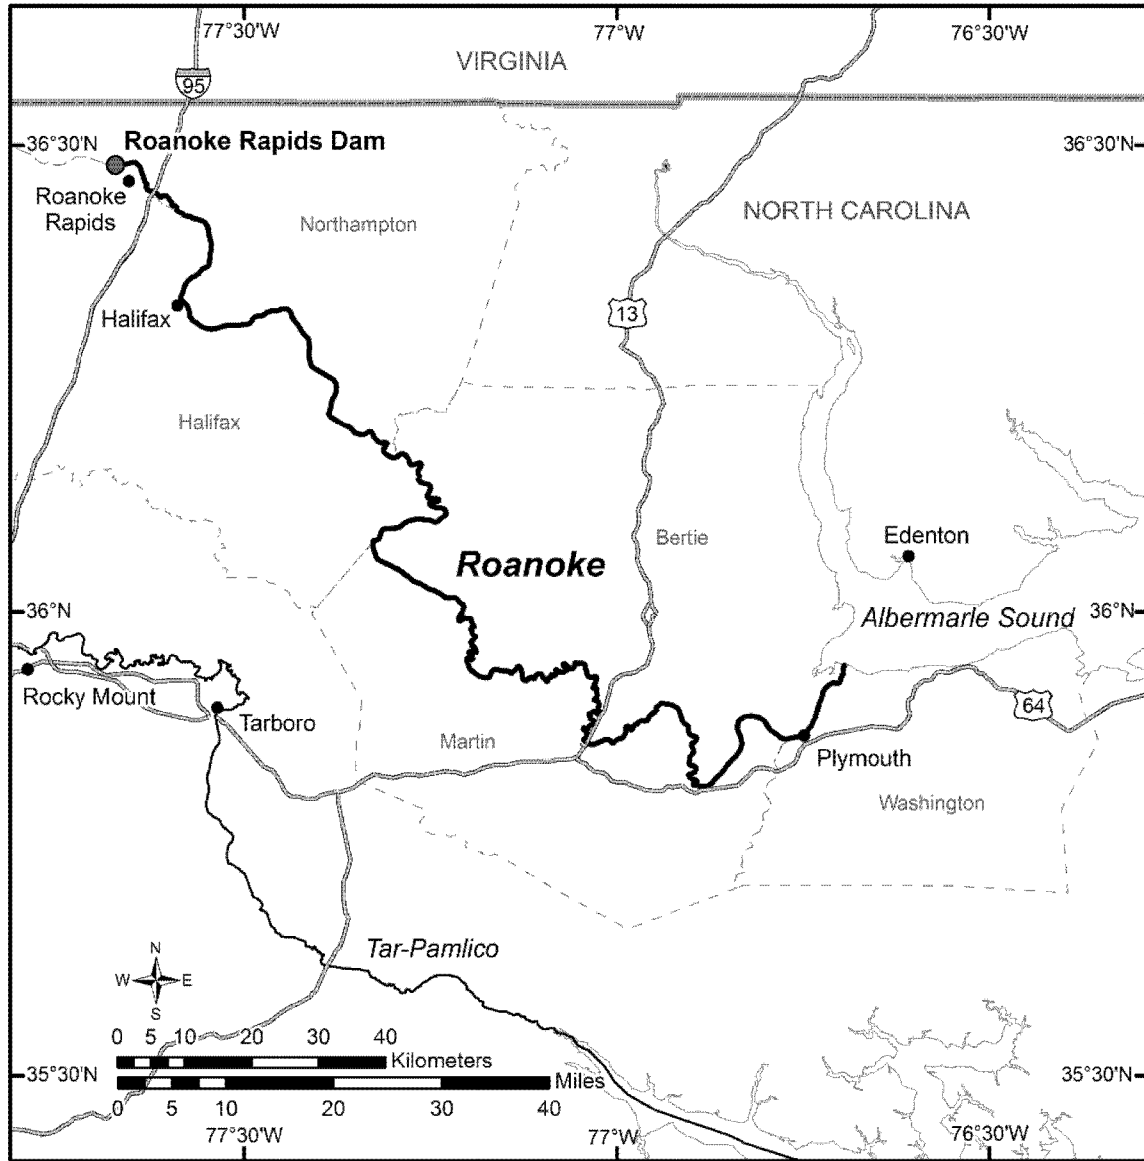 77°30'W
77°W
76°30'W
VIRGINIA
95
36°30'N
Roanoke Rapids Dam
36°30'N
Roanoke
Rapids
Northampton
NORTH CAROLINA
Halifax
13
Halifax
Bertie
Edenton
Roanoke
36°N
Albermarle Sound
36°N
Rocky Mount
Tarboro
64
Martin
Plymouth
Washington
Tar-Pamlico
N
W
E
S
0 5 10 20 30 40
Kilometers
35°30'N
Miles
35°30'N
0 5 10 20 30 40
77°30'W
77°W
76°30'W